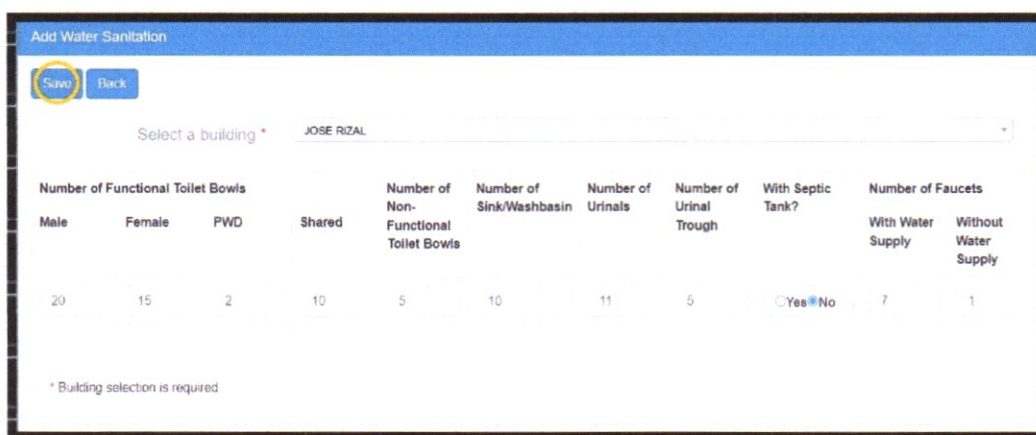 Add Water Sanitation
Save Back
Select a building * JOSE RIZAL
Number of Functional Toilet Bowls
Male Female PWD Shared
Number of Non-Functional Toilet Bowls
Number of Sink/Washbasin
Number of Urinals
Number of Urinal Trough
With Septic Tank?
Number of Faucets
With Water Supply
Without Water Supply
20 15 2 10 5 10 11 5 Yes No 7 1
* Building selection is required